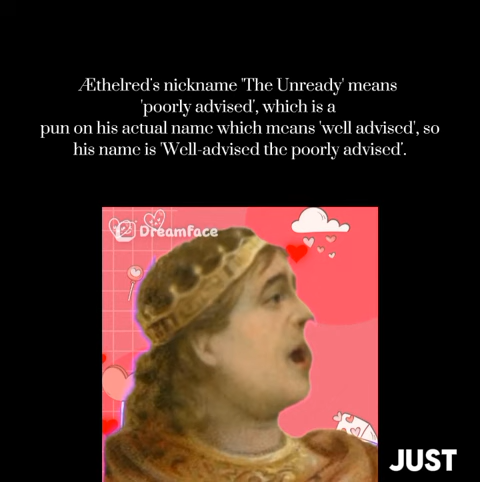 Æthelred's nickname 'The Unready' means
'poorly advised', which is a
pun on his actual name which means 'well advised', so
his name is 'Well-advised the poorly advised'.
Dreamface
JUST